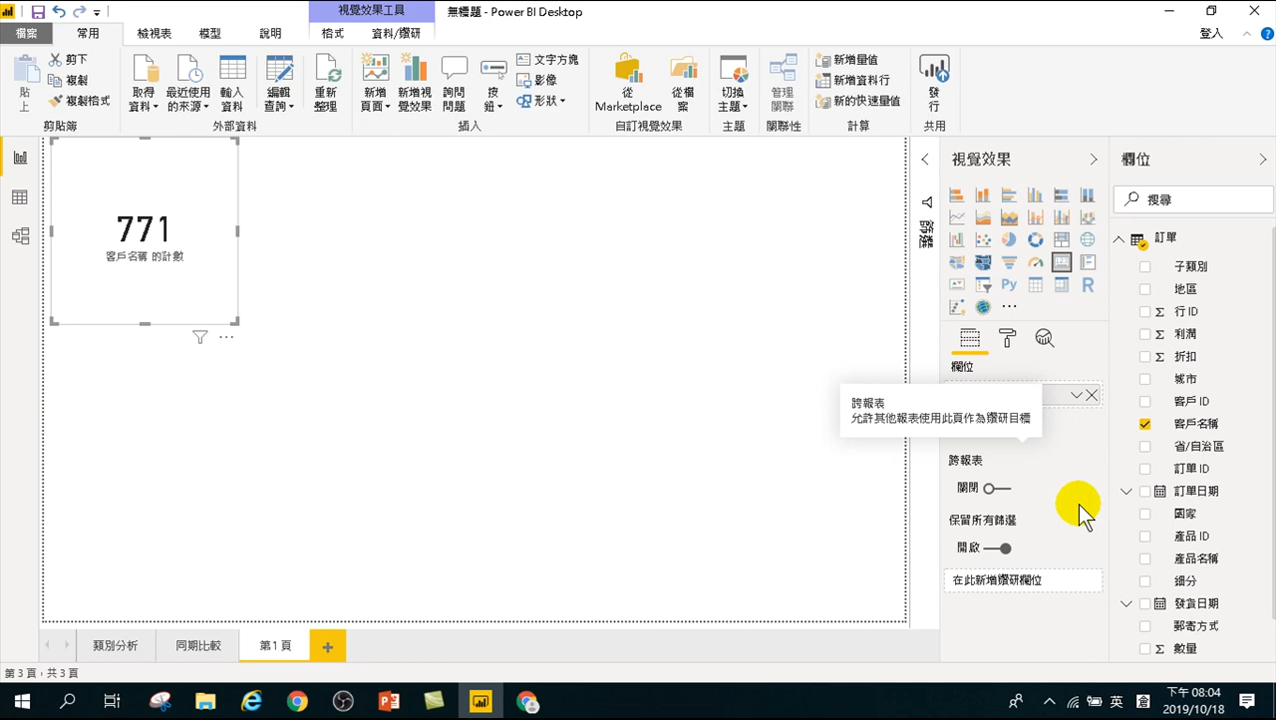 視覺效果工具
無標題 - Power BI Desktop
檔案
常用
檢視表
模型
說明
格式
資料/鑽研
登入
貼上
剪下
複製
複製格式
剪貼簿
取得資料
最近使用的來源
輸入資料
編輯查詢
重新整理
外部資料
新增頁面
新增視覺效果
詢問問題
按鈕
文字方塊
影像
形狀
插入
從 Marketplace
從檔案
自訂視覺效果
切換主題
主題
管理關聯
關聯性
新增量值
新增資料行
新的快速量值
計算
發行
共用
771
客戶名稱 的計數
篩選
視覺效果
Py
R
欄位
跨報表
允許其他報表使用此頁作為鑽研目標
跨報表
關閉
保留所有篩選
開啟
在此新增鑽研欄位
欄位
搜尋
訂單
子類別
地區
行 ID
利潤
折扣
城市
客戶 ID
客戶名稱
省/自治區
訂單 ID
訂單日期
國家
產品 ID
產品名稱
細分
發貨日期
郵寄方式
數量
類別分析
同期比較
第 1 頁
第 3 頁，共 3 頁
英
倉
下午 08:04
2019/10/18